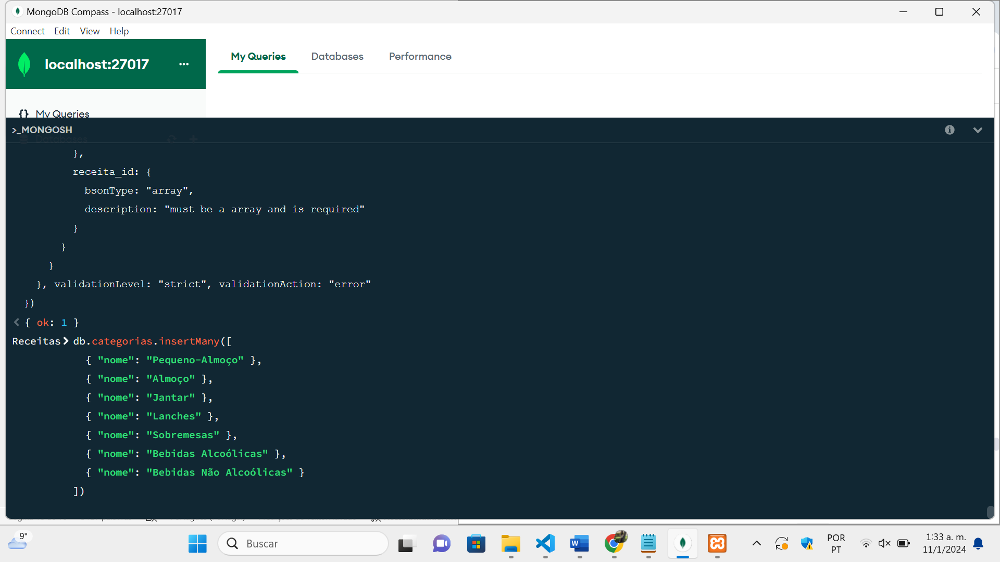 MongoDB Compass - localhost:27017
Connect Edit View Help
localhost:27017 ...
My Queries Databases Performance
{} My Queries
>_MONGOSH
Databases
},
receita_id: {
bsonType: "array",
description: "must be a array and is required"
}
}
}
}, validationLevel: "strict", validationAction: "error"
})
< { ok: 1 }
Receitas> db.categorias.insertMany([
{ "nome": "Pequeno-Almoço" },
{ "nome": "Almoço" },
{ "nome": "Jantar" },
{ "nome": "Lanches" },
{ "nome": "Sobremesas" },
{ "nome": "Bebidas Alcoólicas" },
{ "nome": "Bebidas Não Alcoólicas" }
])
9°
Buscar
POR
PT
1:33 a. m.
11/1/2024